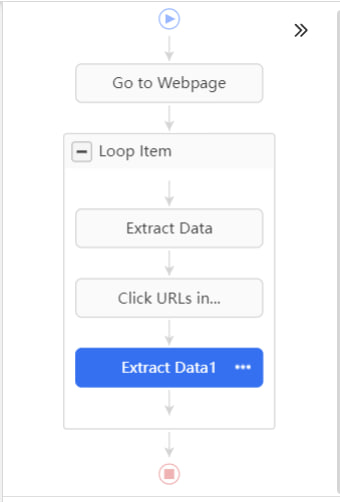 Go to Webpage
Loop Item
Extract Data
Click URLs in...
Extract Data1